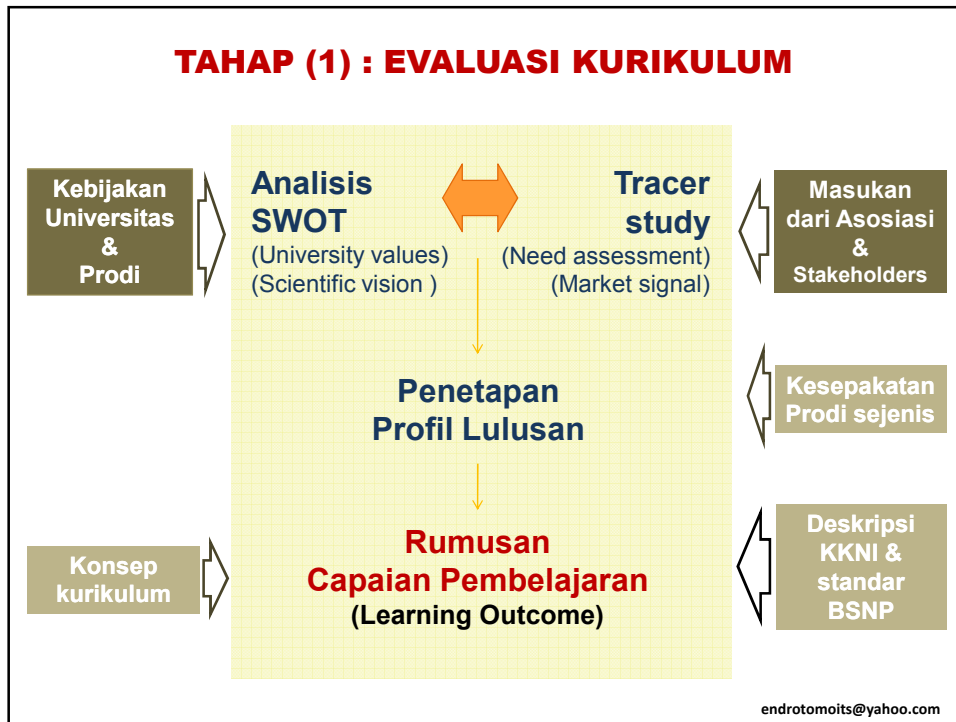 TAHAP (1) : EVALUASI KURIKULUM
Kebijakan
Universitas
&
Prodi
Analisis
SWOT
(University values)
(Scientific vision )
Tracer
study
(Need assessment)
(Market signal)
Masukan
dari Asosiasi
&
Stakeholders
Penetapan
Profil Lulusan
Kesepakatan
Prodi sejenis
Konsep
kurikulum
Rumusan
Capaian Pembelajaran
(Learning Outcome)
Deskripsi
KKNI &
standar
BSNP
endrotomoits@yahoo.com